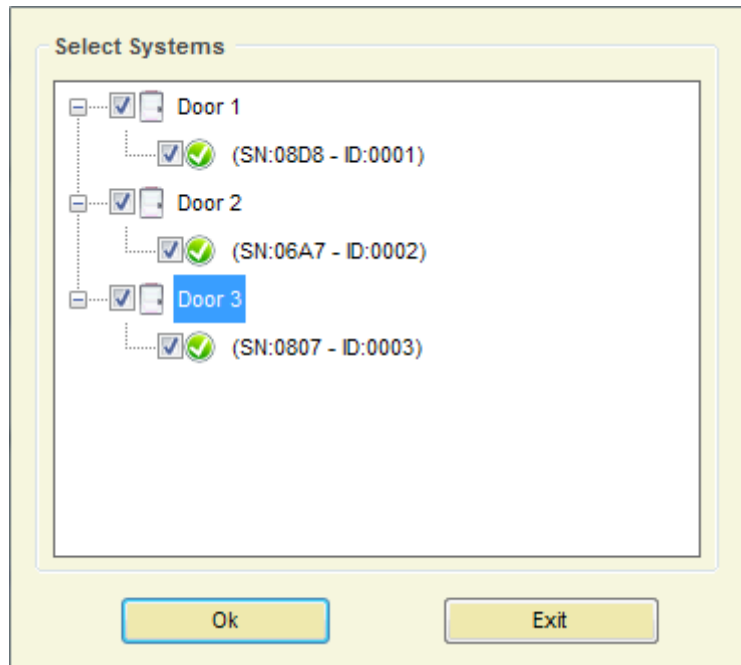 Select Systems
Door 1
(SN:08D8 - ID:0001)
Door 2
(SN:06A7 - ID:0002)
Door 3
(SN:0807 - ID:0003)
Ok Exit